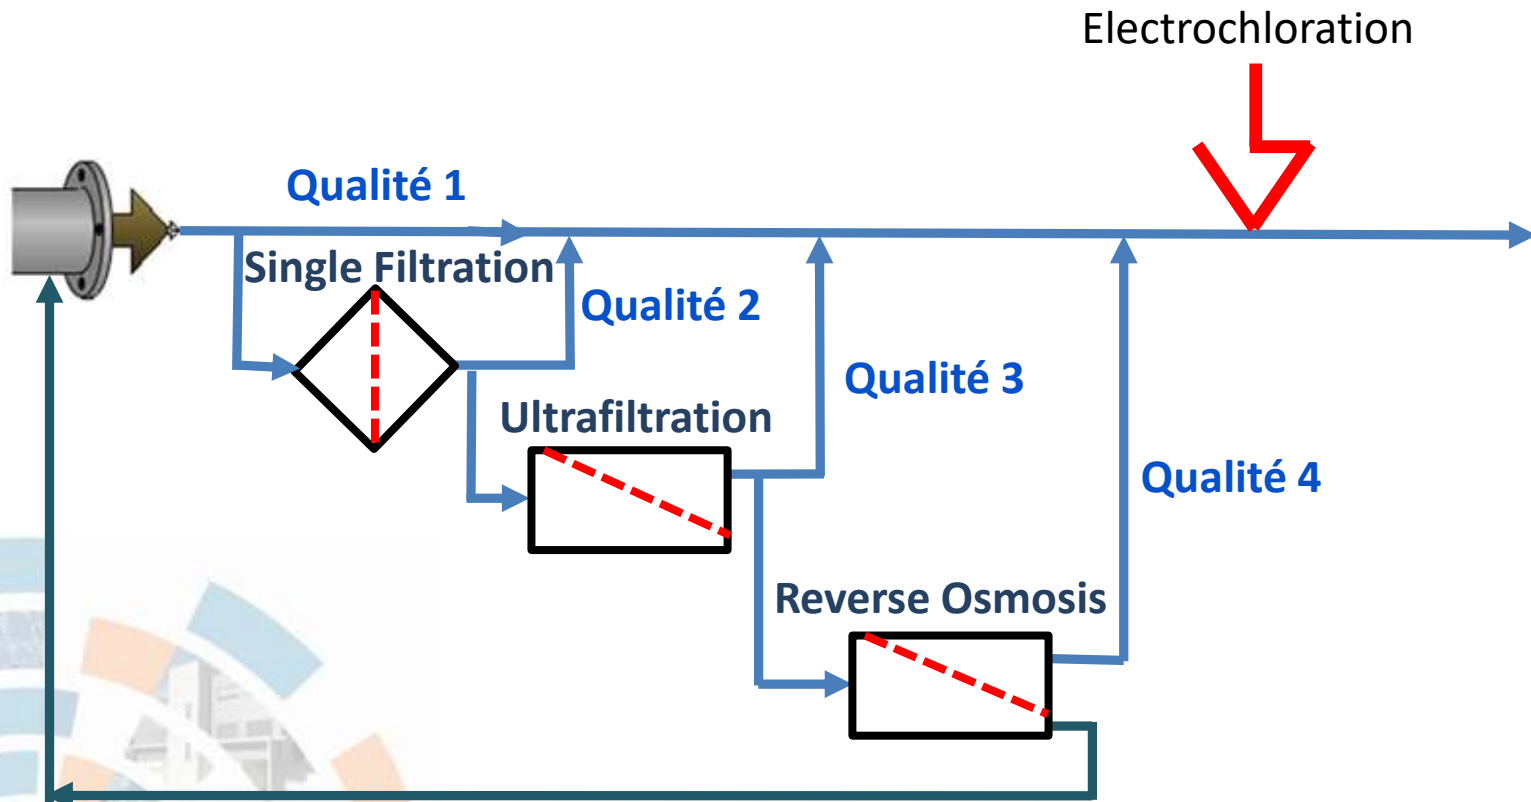 Electrochloration
Qualité 1
Single Filtration
Qualité 2
Qualité 3
Ultrafiltration
Qualité 4
Reverse Osmosis